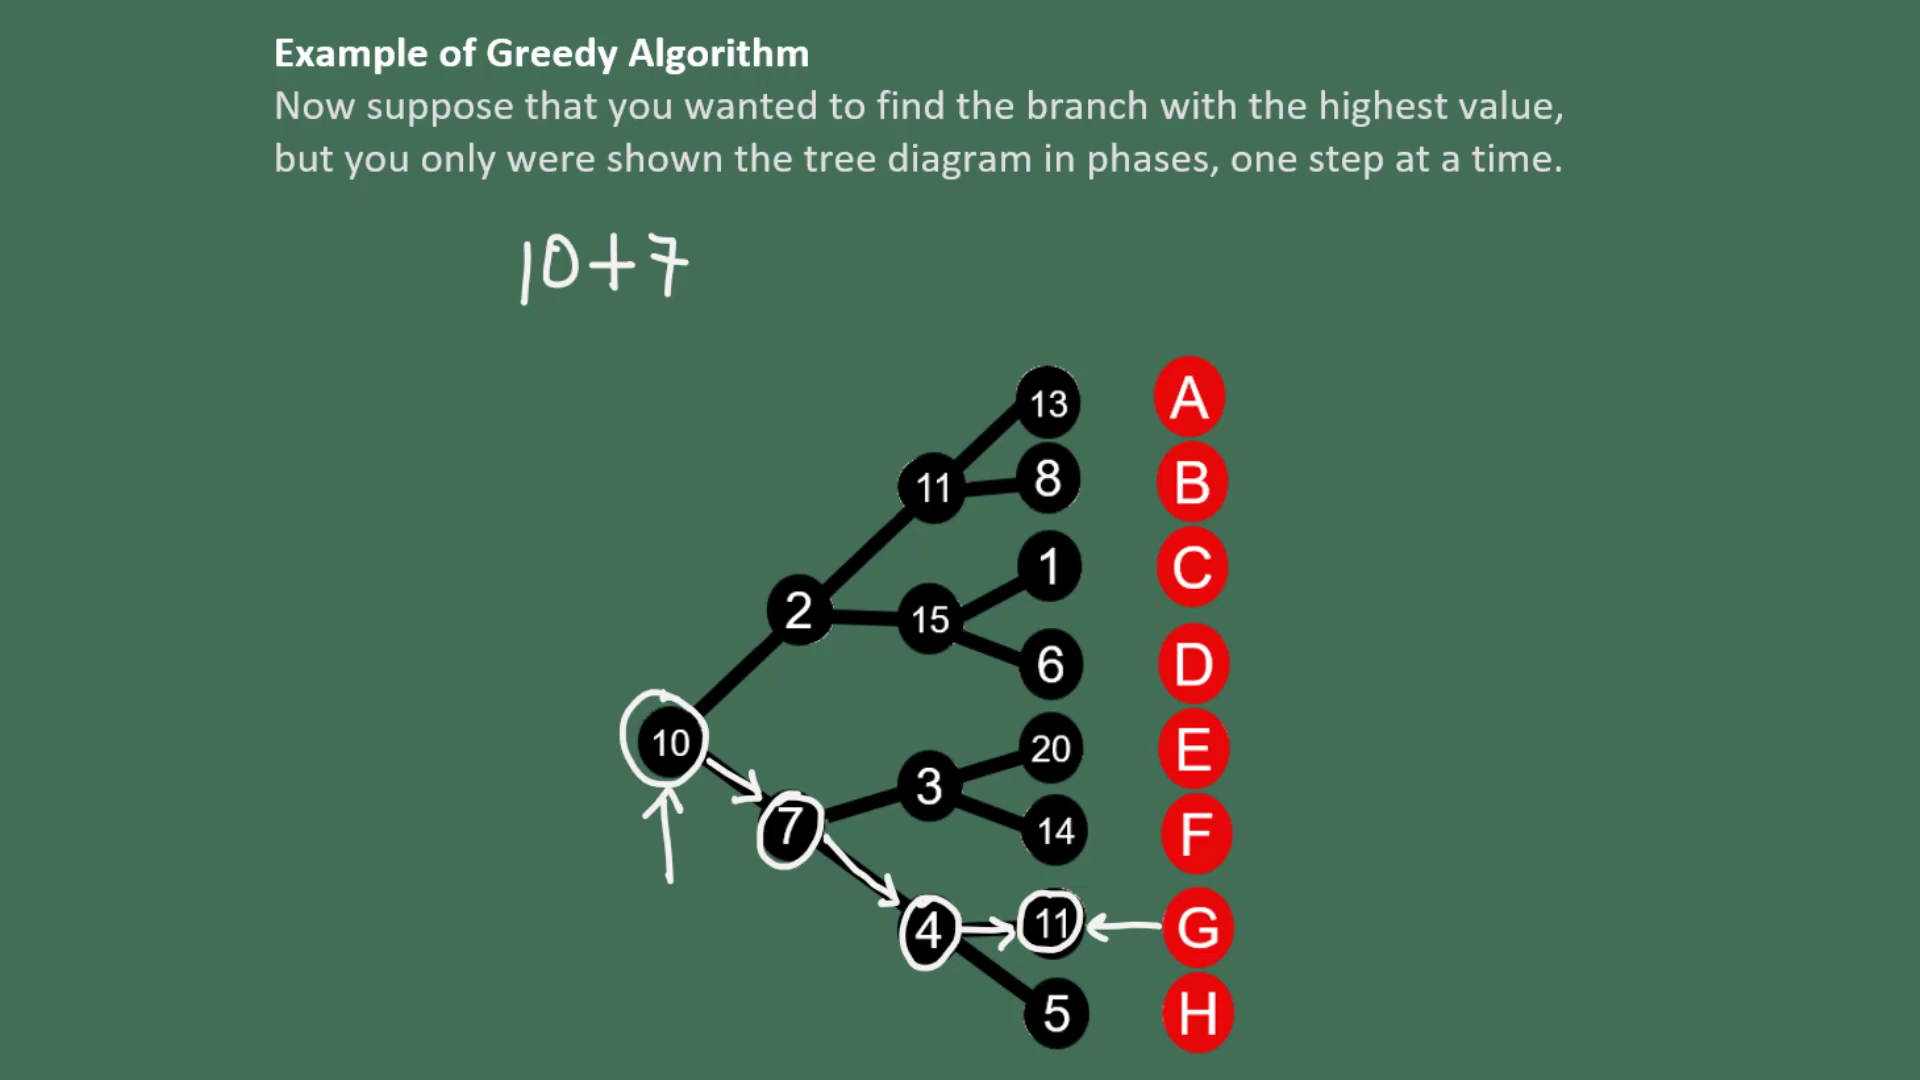 Example of Greedy Algorithm
Now suppose that you wanted to find the branch with the highest value,
but you only were shown the tree diagram in phases, one step at a time.
10+7
13 A
11 8 B
1 C
2 15
6 D
10 20 E
3
7 14 F
4 11 G
5 H